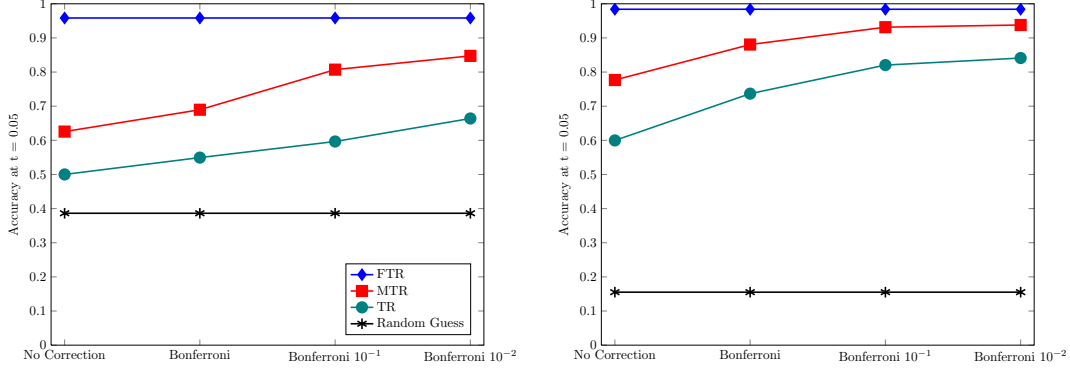 Accuracy at t = 0.05
1
0.9
0.8
0.7
0.6
0.5
0.4
0.3
0.2
0.1
0
No Correction Bonferroni Bonferroni 10⁻¹ Bonferroni 10⁻²
FTR
MTR
TR
Random Guess
Accuracy at t = 0.05
1
0.9
0.8
0.7
0.6
0.5
0.4
0.3
0.2
0.1
0
No Correction Bonferroni Bonferroni 10⁻¹ Bonferroni 10⁻²